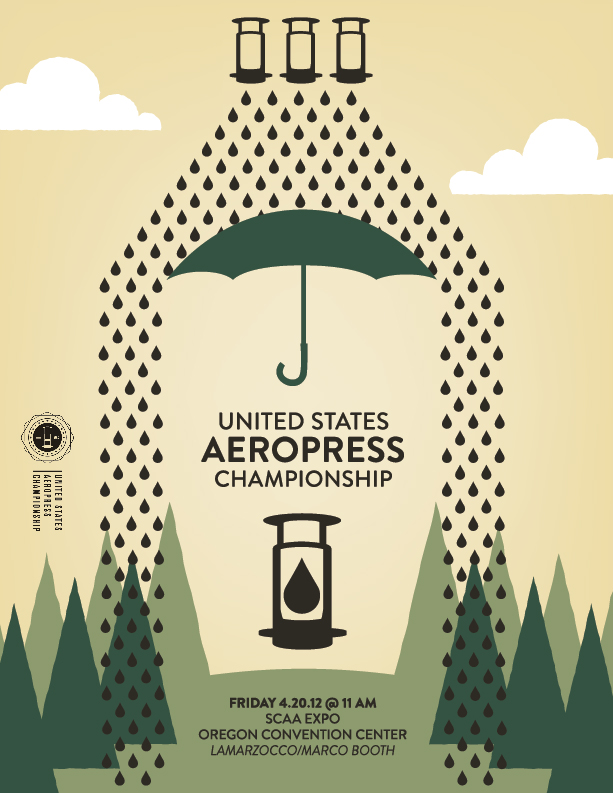 UNITED STATES
AEROPRESS
CHAMPIONSHIP
UNITED STATES
AEROPRESS
CHAMPIONSHIP
FRIDAY 4.20.12 @ 11 AM
SCAA EXPO
OREGON CONVENTION CENTER
LAMARZOCCO/MARCO BOOTH